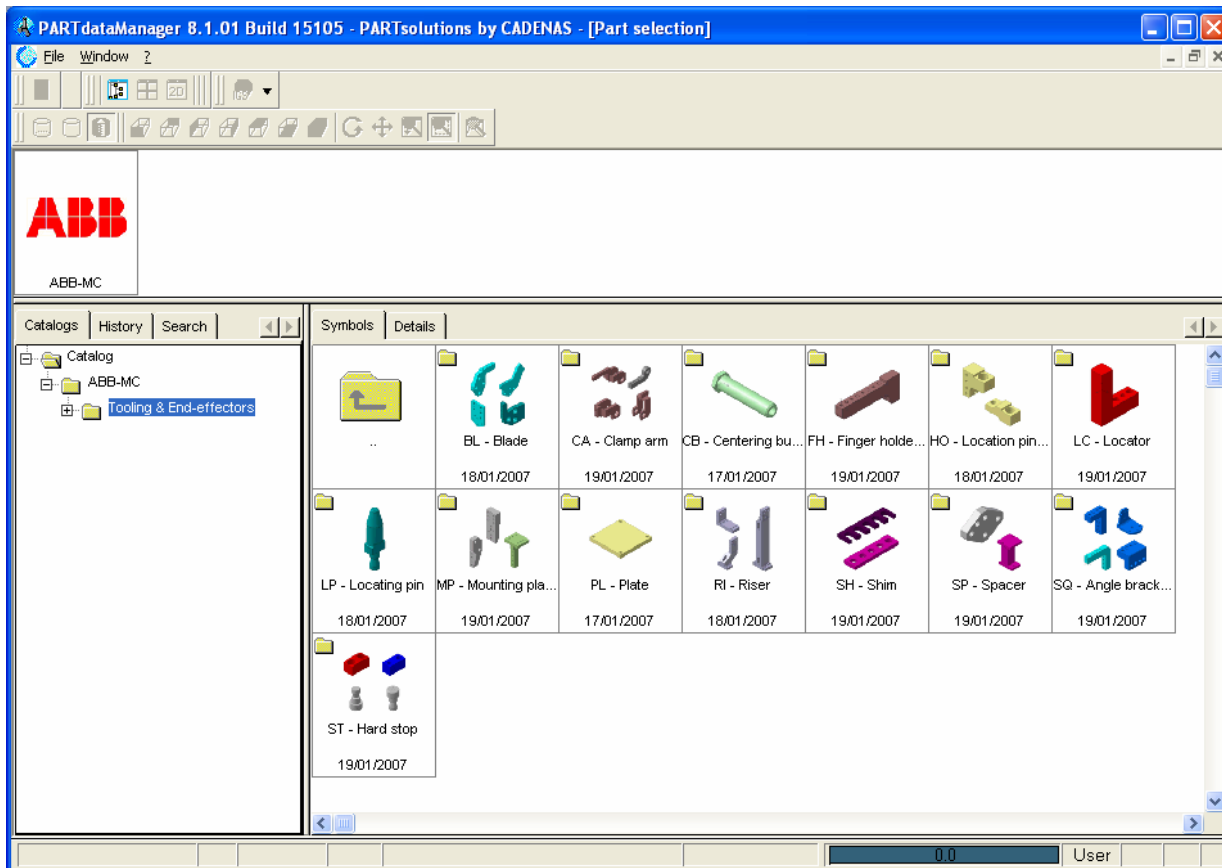 PARTdataManager 8.1.01 Build 15105 - PARTsolutions by CADENAS - [Part selection]
File Window ?
2D
ABB
ABB-MC
Catalogs History Search
Symbols Details
Catalog
ABB-MC
Tooling & End-effectors
.. BL - Blade CA - Clamp arm CB - Centering bu... FH - Finger holde... HO - Location pin... LC - Locator
18/01/2007 19/01/2007 17/01/2007 19/01/2007 18/01/2007 19/01/2007
LP - Locating pin MP - Mounting pla... PL - Plate RI - Riser SH - Shim SP - Spacer SQ - Angle brack...
18/01/2007 19/01/2007 17/01/2007 18/01/2007 19/01/2007 19/01/2007 19/01/2007
ST - Hard stop
19/01/2007
0.0 User